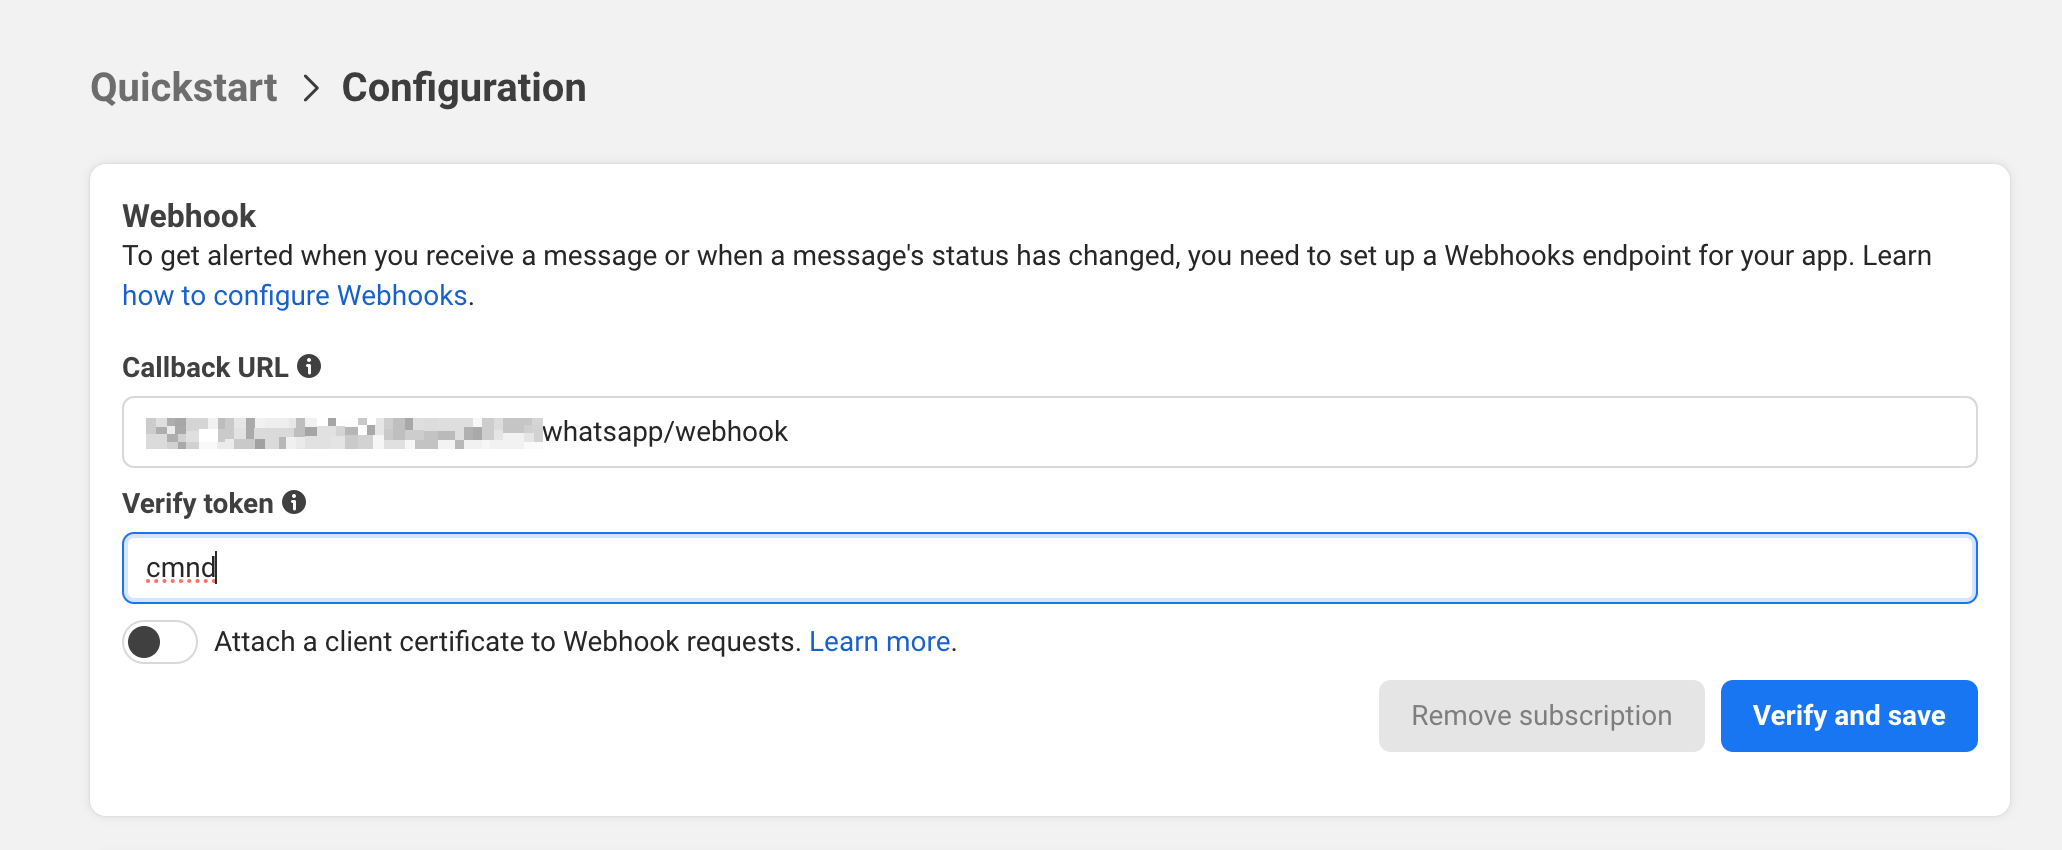 Quickstart > Configuration
Webhook
To get alerted when you receive a message or when a message's status has changed, you need to set up a Webhooks endpoint for your app. Learn
how to configure Webhooks.
Callback URL
whatsapp/webhook
Verify token
cmnd
Attach a client certificate to Webhook requests. Learn more.
Remove subscription Verify and save